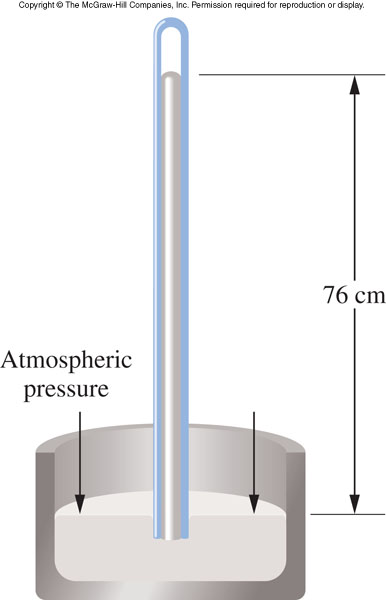 Copyright © The McGraw-Hill Companies, Inc. Permission required for reproduction or display.
76 cm
Atmospheric
pressure